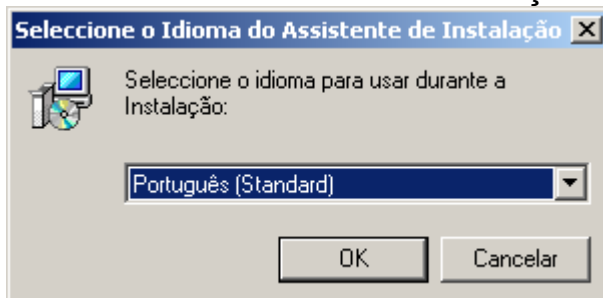 Seleccione o Idioma do Assistente de Instalação
Seleccione o idioma para usar durante a
Instalação:
Português (Standard)
OK
Cancelar